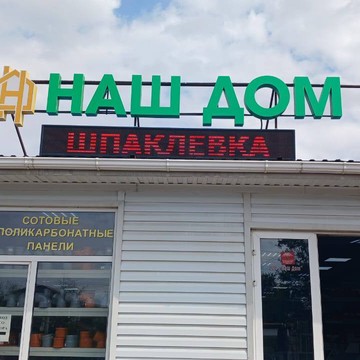 НАШ ДОМ
ШПАКЛЕВКА
СОТОВЫЕ
ПОЛИКАРБОНАТНЫЕ
ПАНЕЛИ